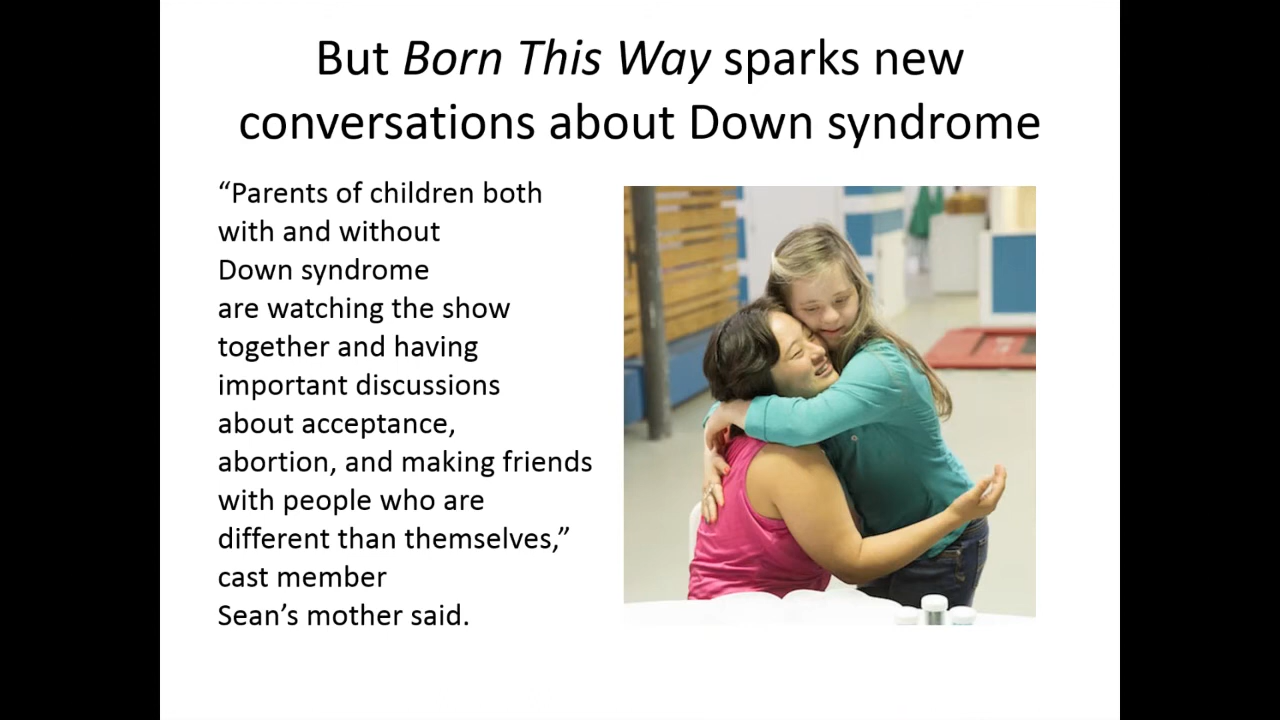 But Born This Way sparks new
conversations about Down syndrome
“Parents of children both
with and without
Down syndrome
are watching the show
together and having
important discussions
about acceptance,
abortion, and making friends
with people who are
different than themselves,”
cast member
Sean’s mother said.